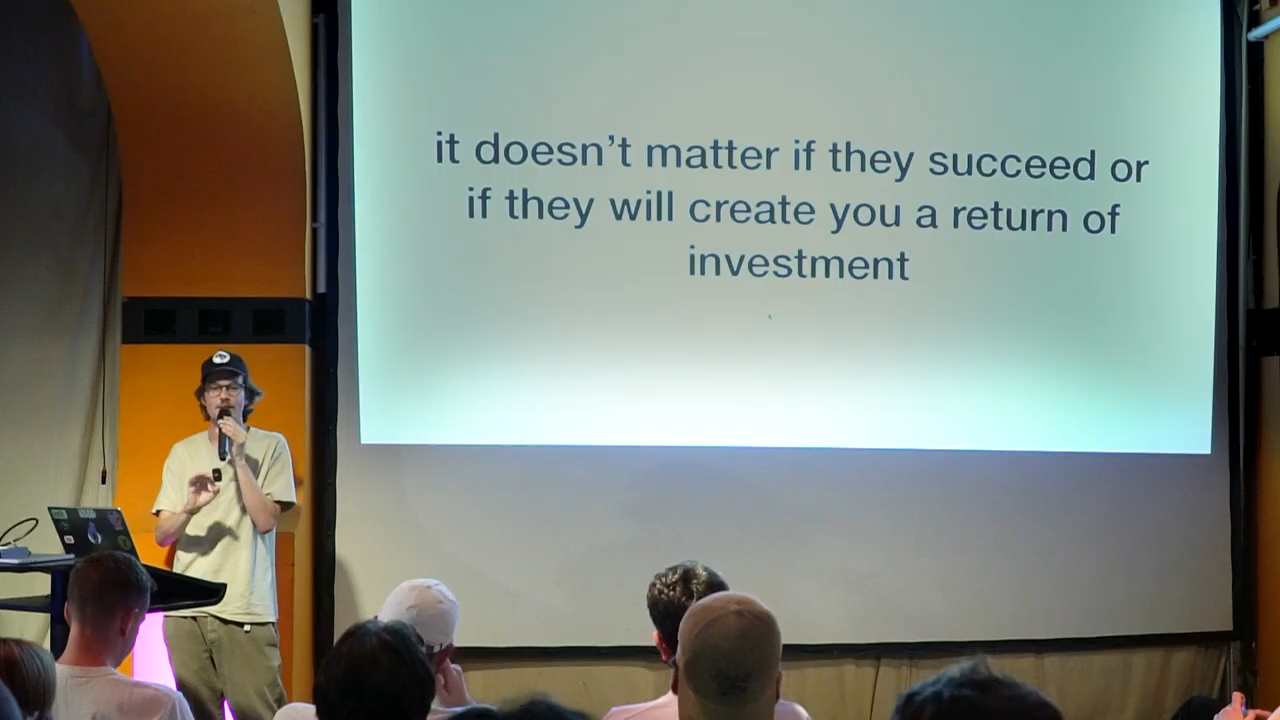 it doesn't matter if they succeed or
if they will create you a return of
investment